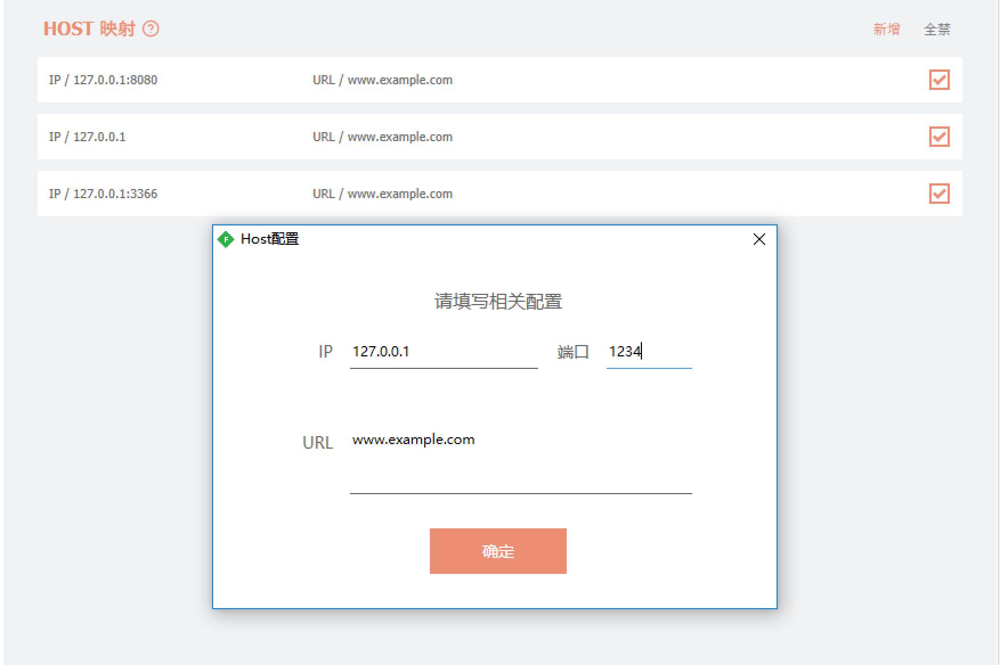 HOST 映射 ? 新增 全禁
IP / 127.0.0.1:8080 URL / www.example.com
IP / 127.0.0.1 URL / www.example.com
IP / 127.0.0.1:3366 URL / www.example.com
F Host配置
请填写相关配置
IP 127.0.0.1 端口 1234
URL www.example.com
确定